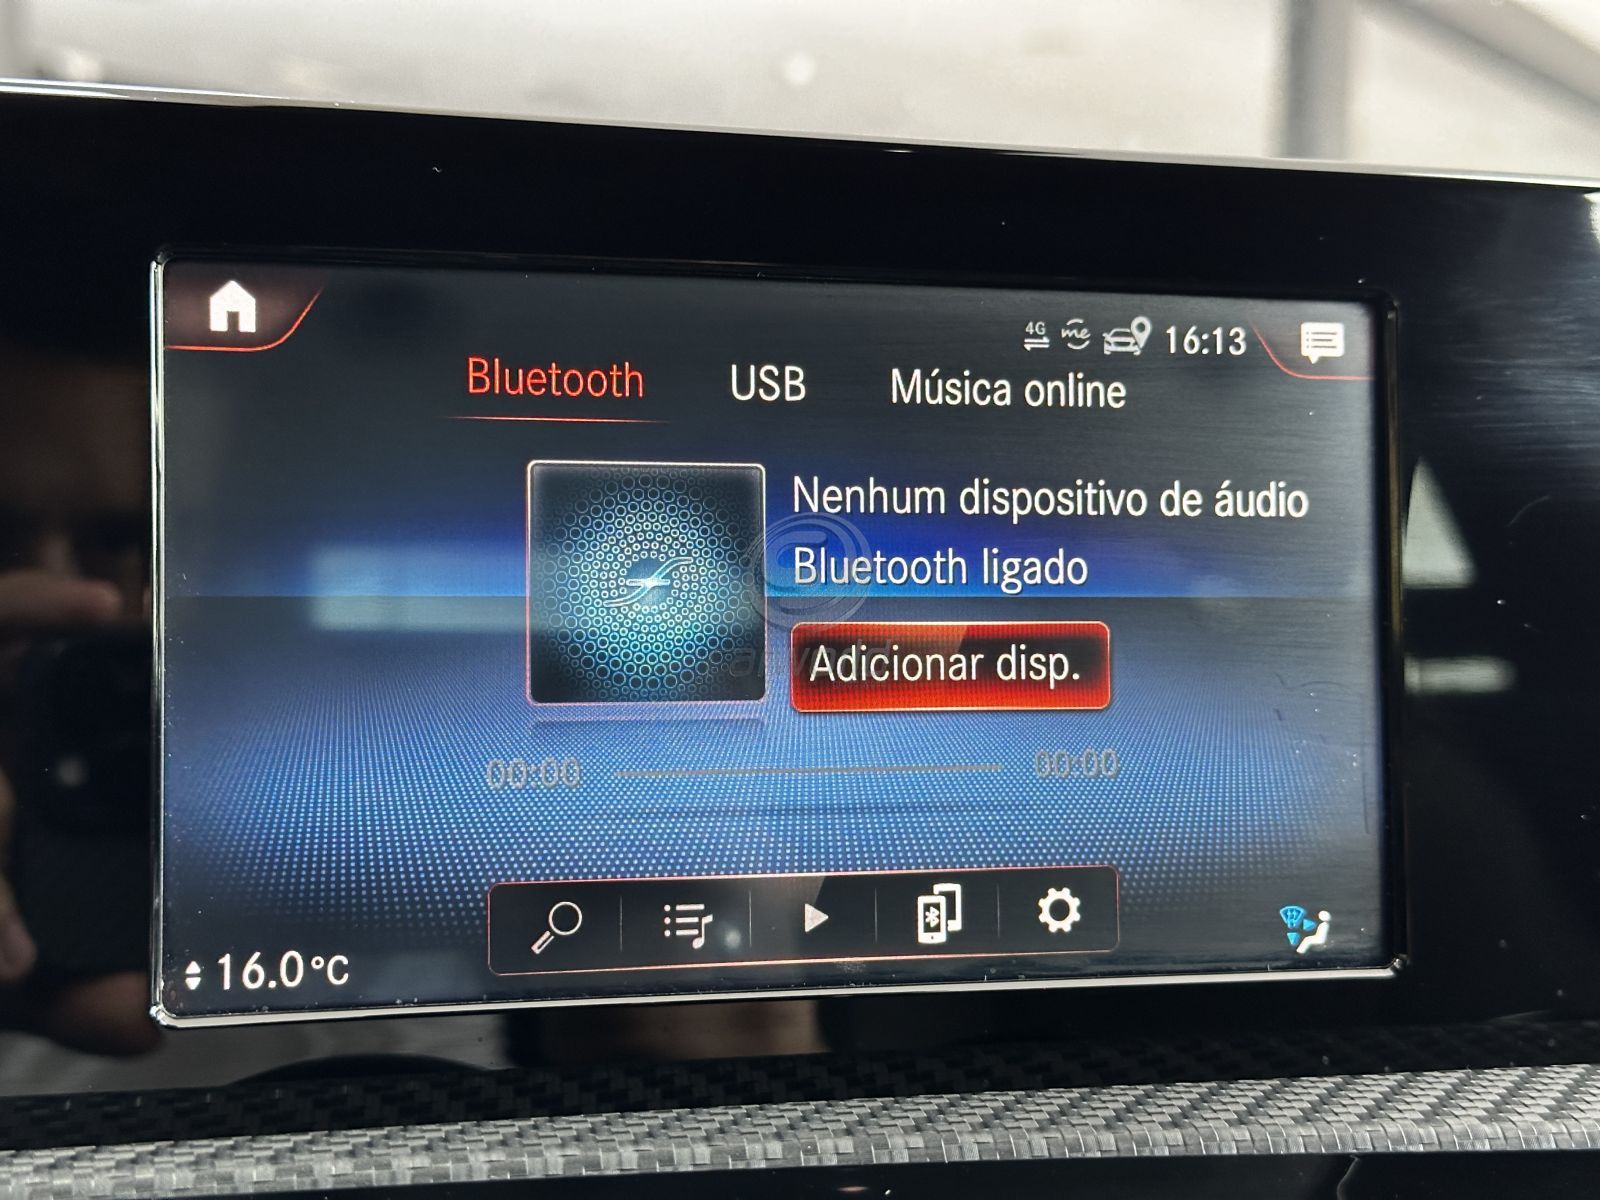 4G me 16:13
Bluetooth USB Música online
Nenhum dispositivo de áudio
Bluetooth ligado
Adicionar disp.
00:00 00:00
16.0°C